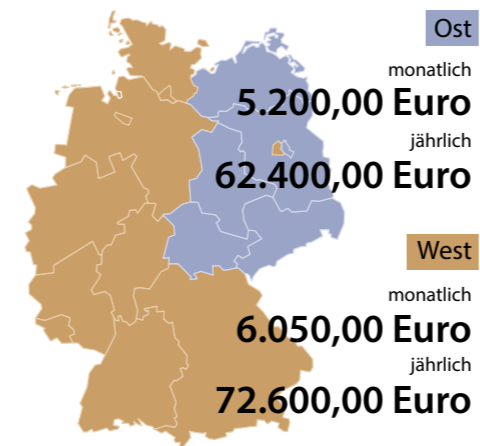 Ost
monatlich
5.200,00 Euro
jährlich
62.400,00 Euro
West
monatlich
6.050,00 Euro
jährlich
72.600,00 Euro